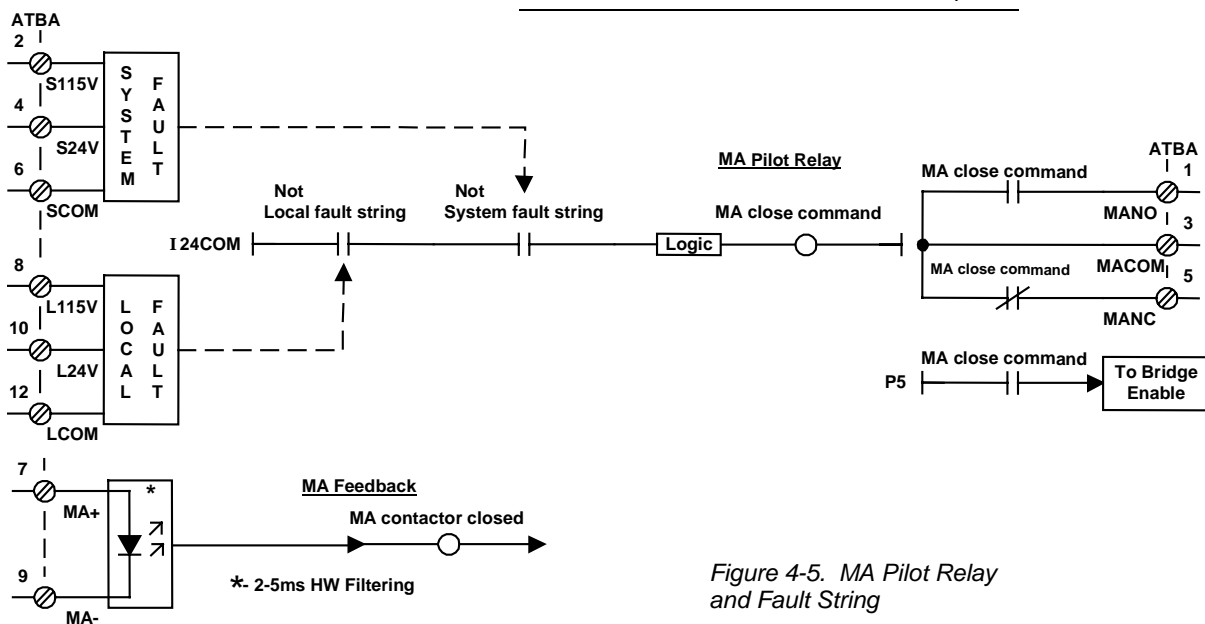 ATBA
2
S115V
4
S24V
6
SCOM
SYSTEM
FAULT
8
L115V
10
L24V
12
LCOM
LOCAL
FAULT
Not
Local fault string
Not
System fault string
I24COM
Logic
MA Pilot Relay
MA close command
ATBA
MA close command
1
MANO
3
MACOM
MA close command
5
MANC
MA close command
P5
To Bridge
Enable
7
MA+
*
9
MA-
MA Feedback
MA contactor closed
*- 2-5ms HW Filtering
Figure 4-5. MA Pilot Relay
and Fault String